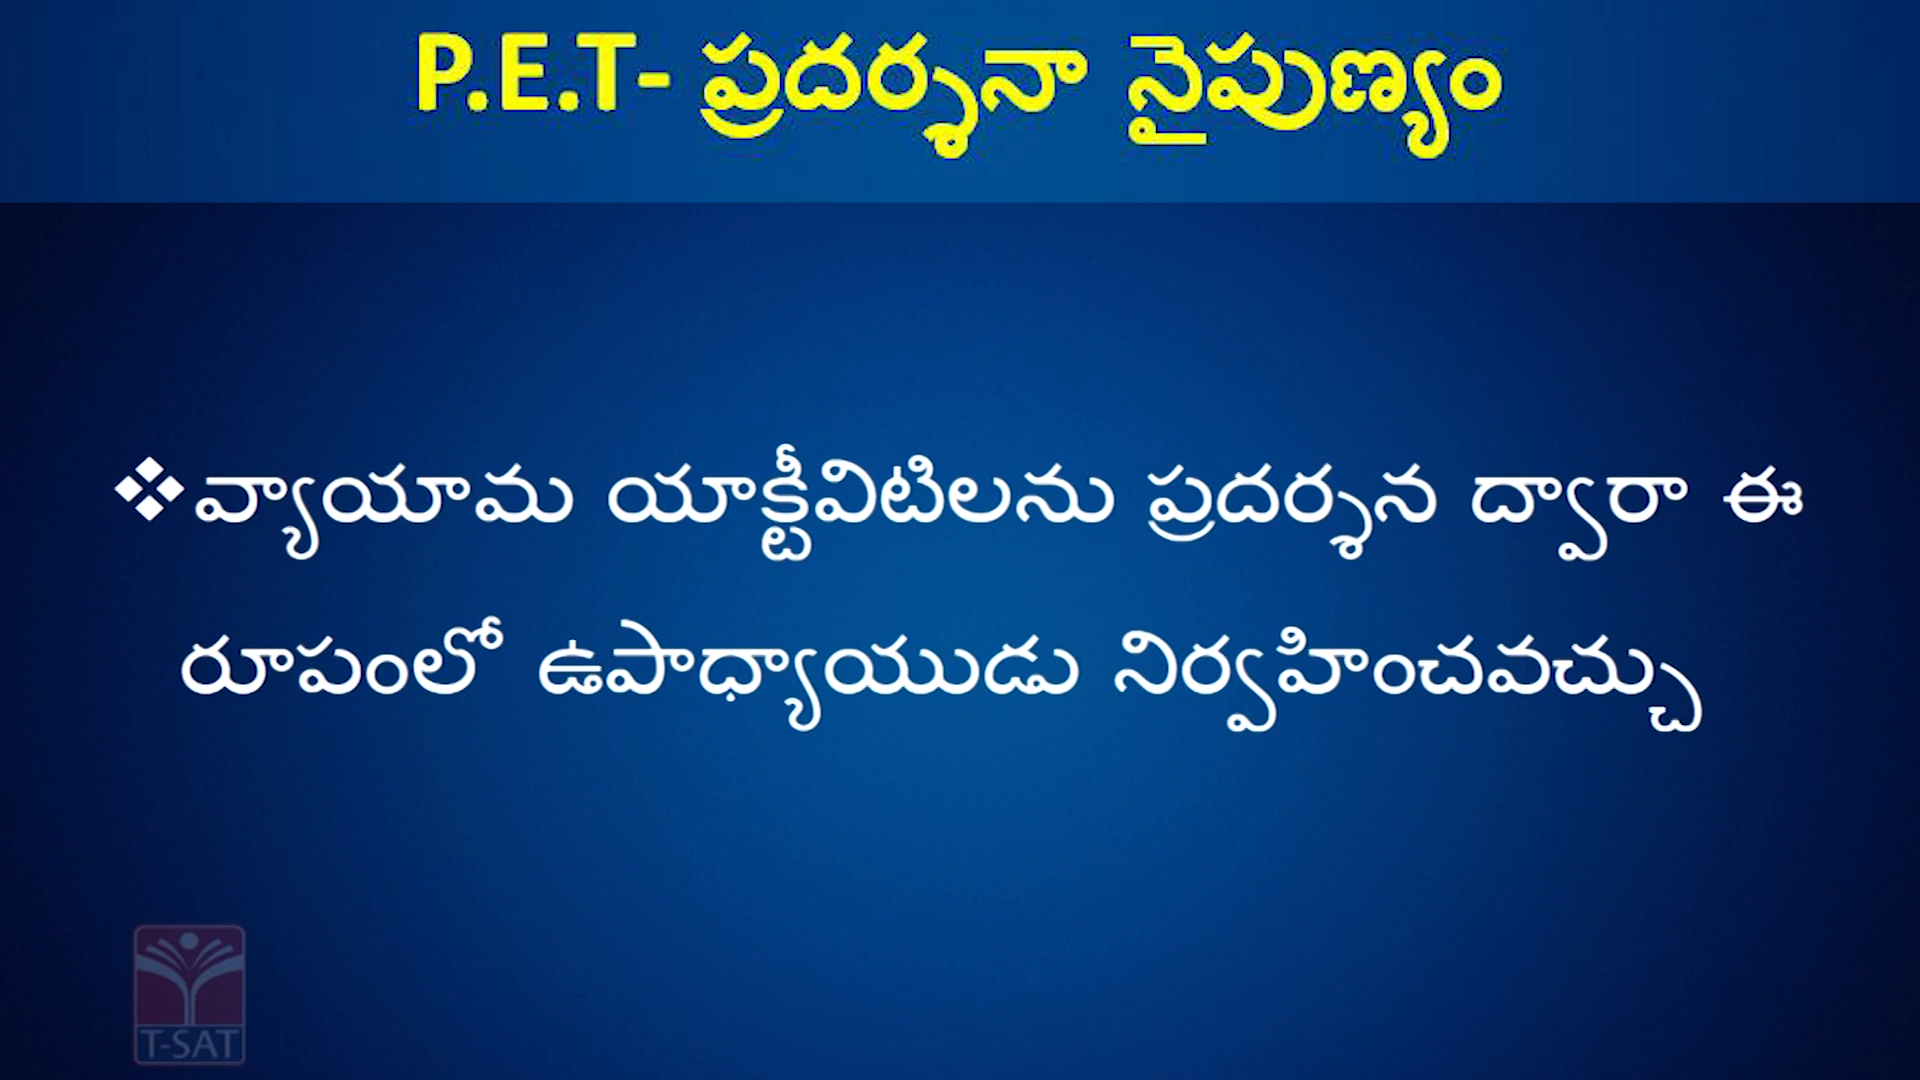 P.E.T- ప్రదర్శనా నైపుణ్యం
❖వ్యాయామ యాక్టీవిటిలను ప్రదర్శన ద్వారా ఈ
రూపంలో ఉపాధ్యాయుడు నిర్వహించవచ్చు
T-SAT